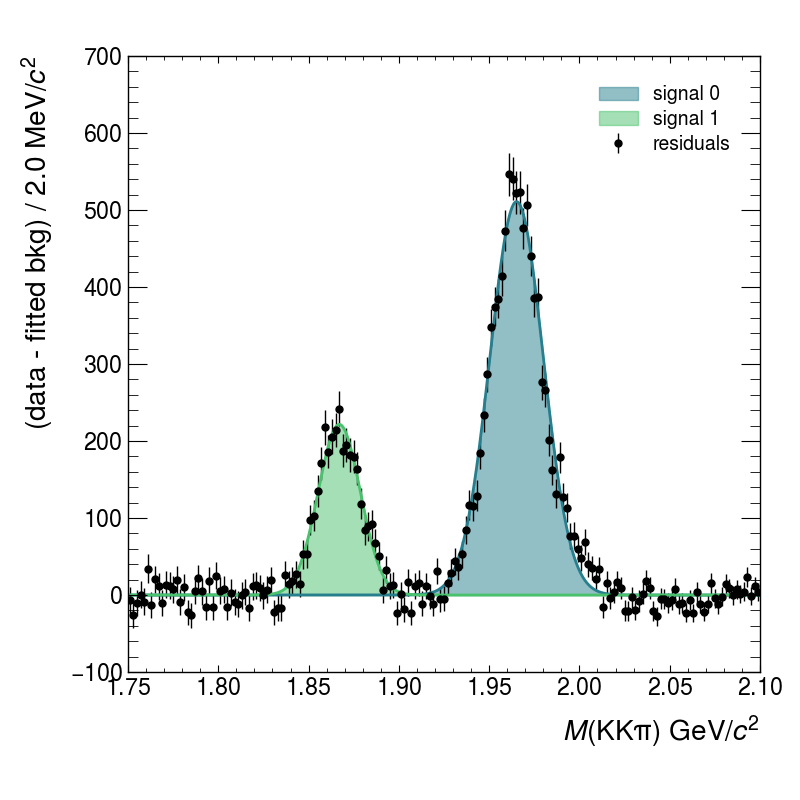 (data - fitted bkg) / 2.0 MeV/c²
700
600
500
400
300
200
100
0
−100
signal 0
signal 1
residuals
1.75 1.80 1.85 1.90 1.95 2.00 2.05 2.10
M(KKπ) GeV/c²